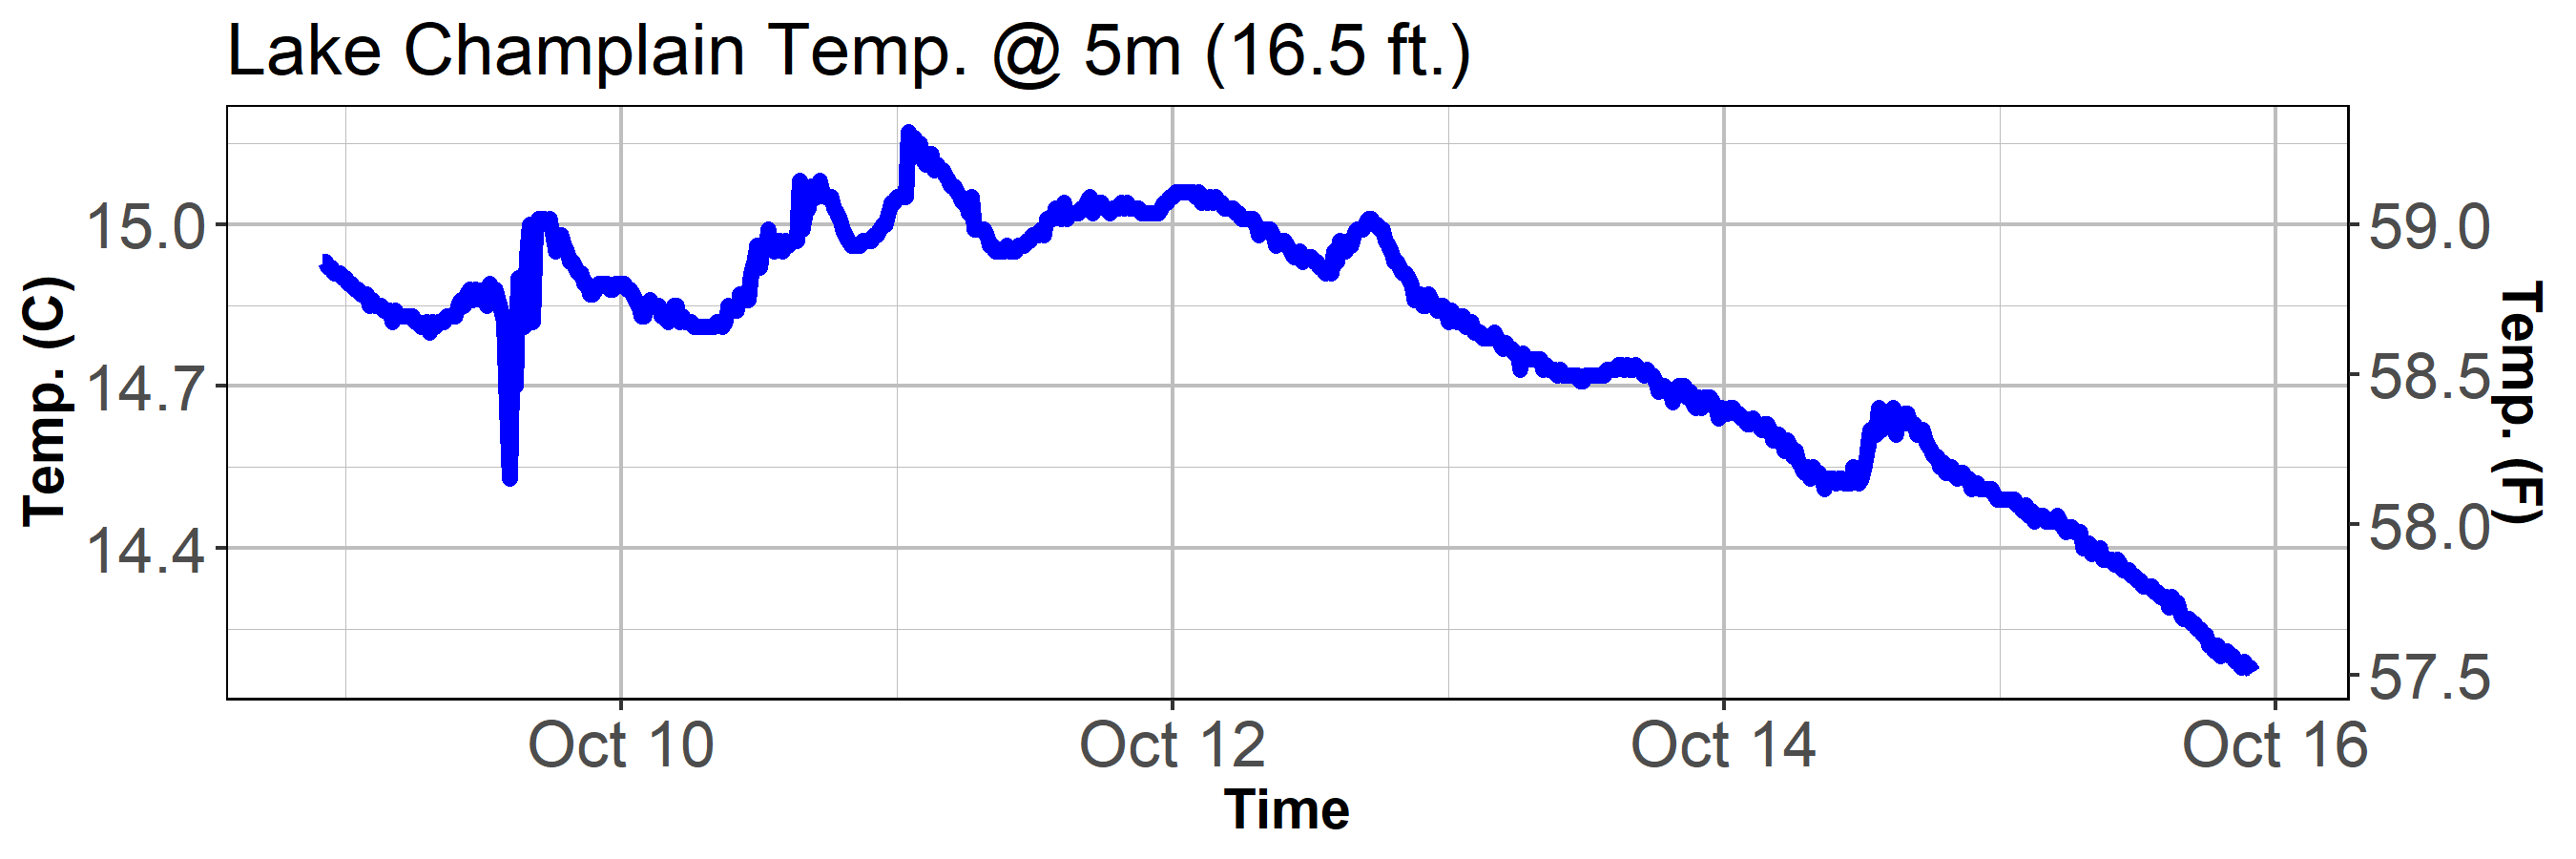 Lake Champlain Temp. @ 5m (16.5 ft.)
Temp. (C)
15.0
14.7
14.4
59.0
58.5
58.0
57.5
Temp. (F)
Oct 10 Oct 12 Oct 14 Oct 16
Time